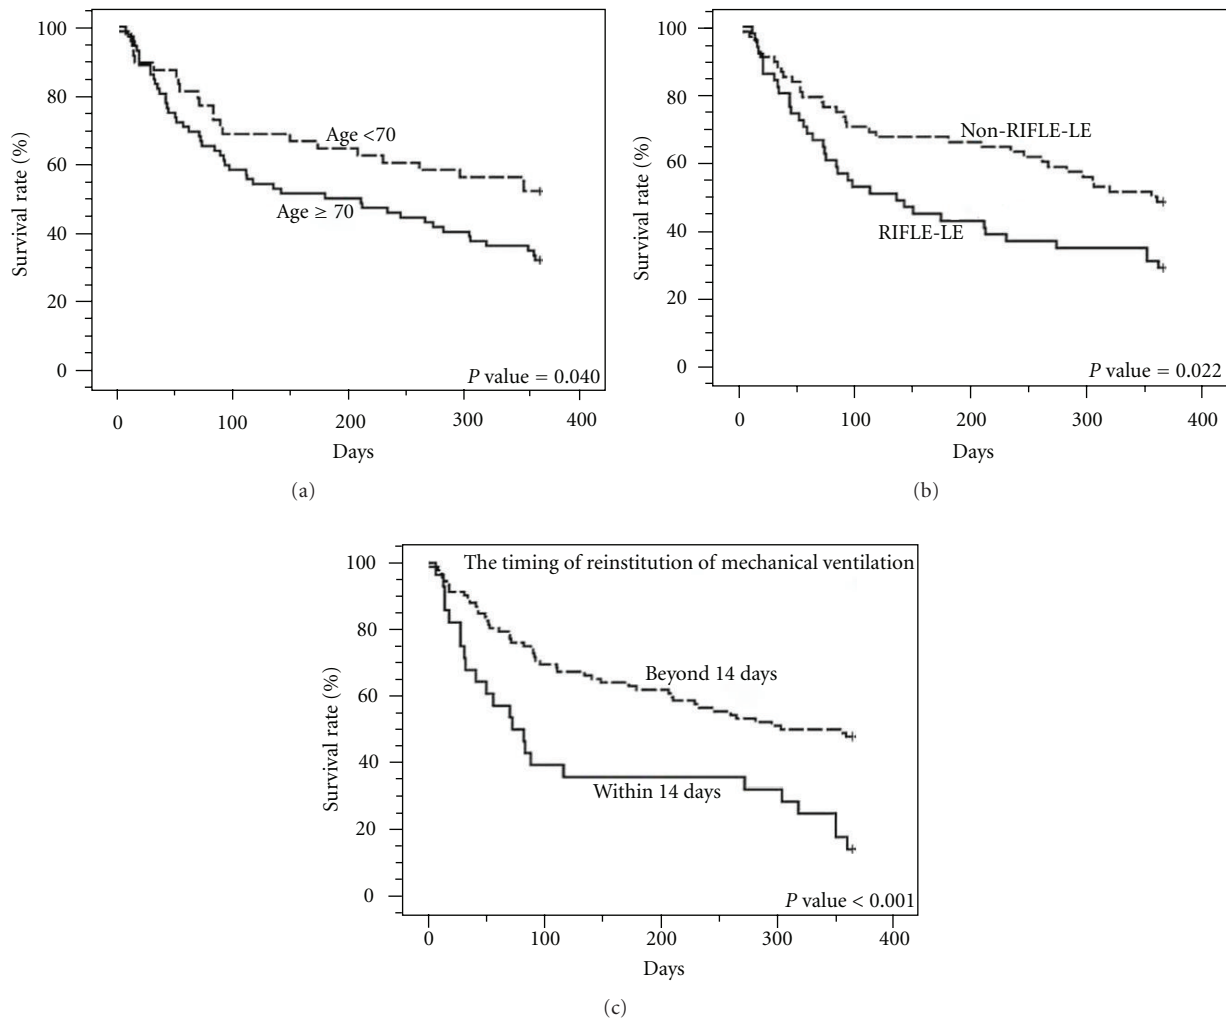 100
80
60
40
20
0
Survival rate (%)
Age <70
Age ≥ 70
P value = 0.040
0 100 200 300 400
Days
(a)
100
80
60
40
20
0
Survival rate (%)
Non-RIFLE-LE
RIFLE-LE
P value = 0.022
0 100 200 300 400
Days
(b)
The timing of reinstitution of mechanical ventilation
100
80
60
40
20
0
Survival rate (%)
Beyond 14 days
Within 14 days
P value < 0.001
0 100 200 300 400
Days
(c)